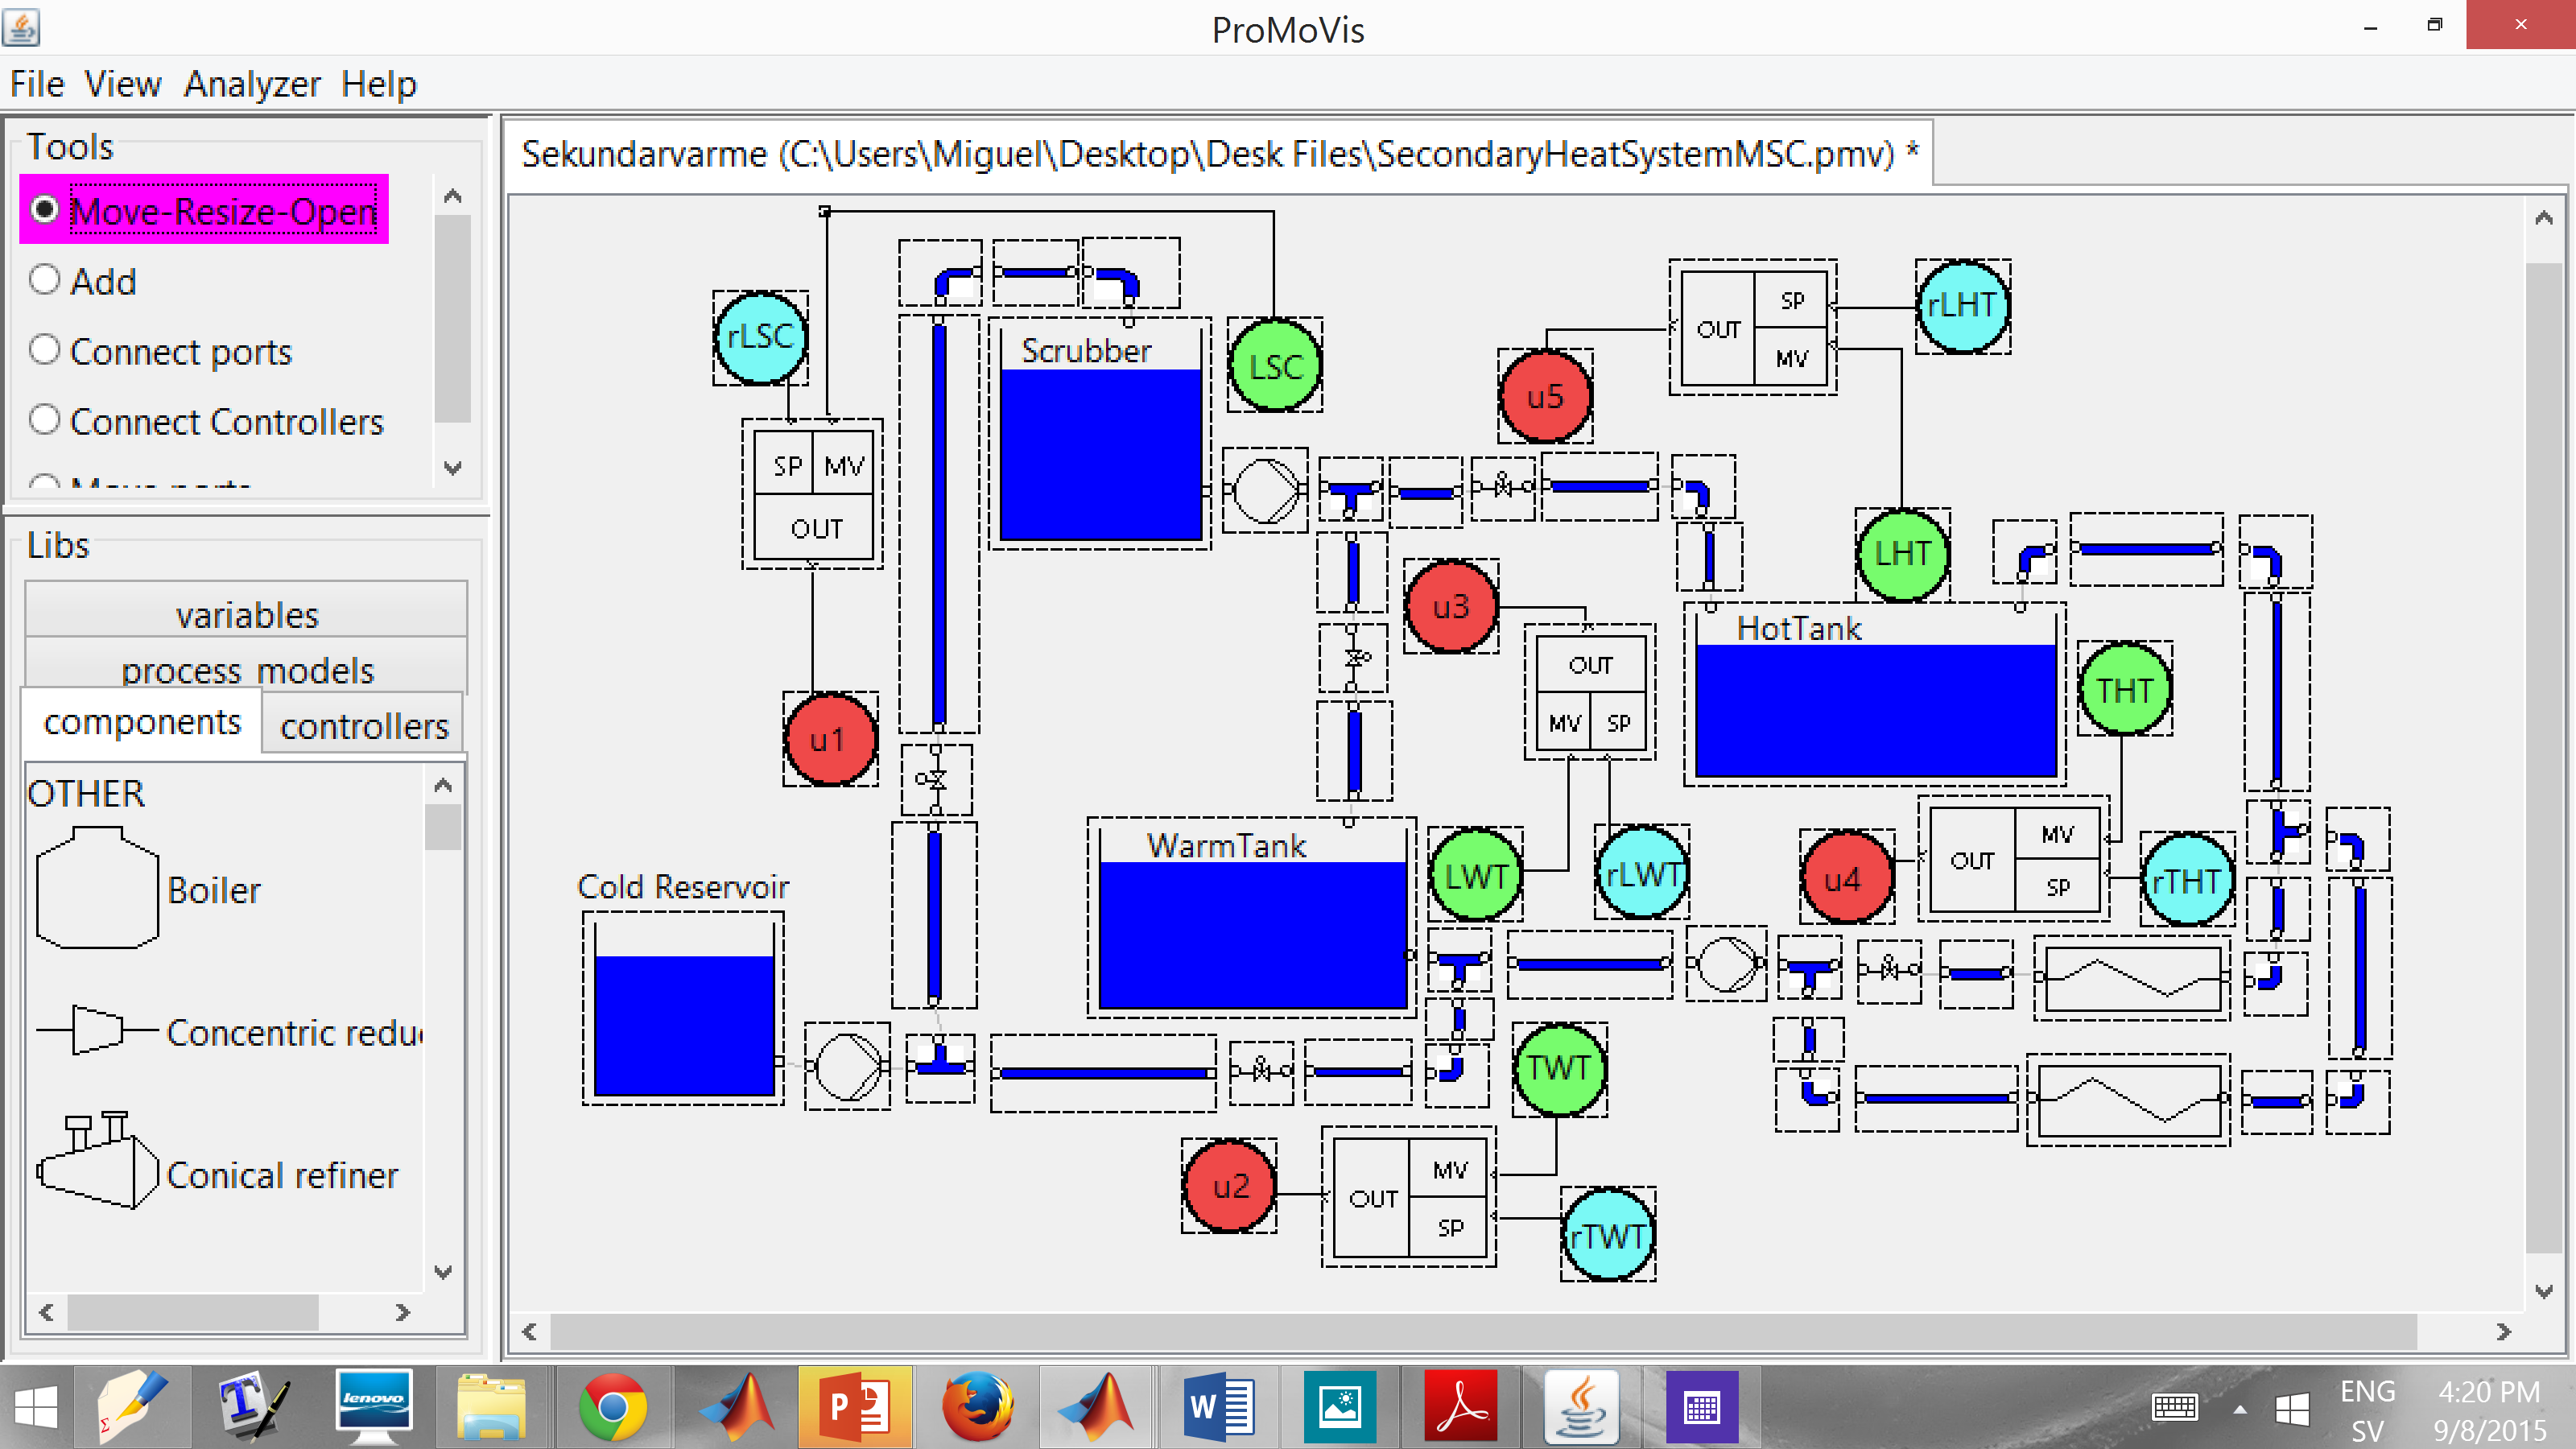 ProMoVis
File View Analyzer Help
Tools
Move-Resize-Open
Add
Connect ports
Connect Controllers
Libs
variables
process models
components controllers
OTHER
Boiler
Concentric redu
Conical refiner
Sekundarvarme (C:\Users\Miguel\Desktop\Desk Files\SecondaryHeatSystemMSC.pmv) *
rLSC
SP MV
OUT
u1
Scrubber
LSC
u5
OUT SP
MV
rLHT
LHT
u3
OUT
MV SP
HotTank
THT
WarmTank
LWT
rLWT
u4
OUT MV
SP
rTHT
Cold Reservoir
TWT
u2
OUT MV
SP
rTWT
P
lenovo
W
Σ
T
ENG
SV
4:20 PM
9/8/2015